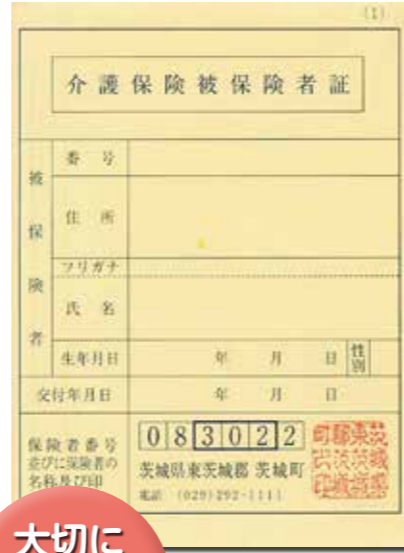 (1)
介護保険被保険者証
被保険者
番号
住所
フリガナ
氏名
生年月日 年 月 日 性別
交付年月日 年 月 日
保険者番号
並びに保険者の
名称及び印
083022
茨城県東茨城郡 茨城町
電話 (029)292-1111
大切に